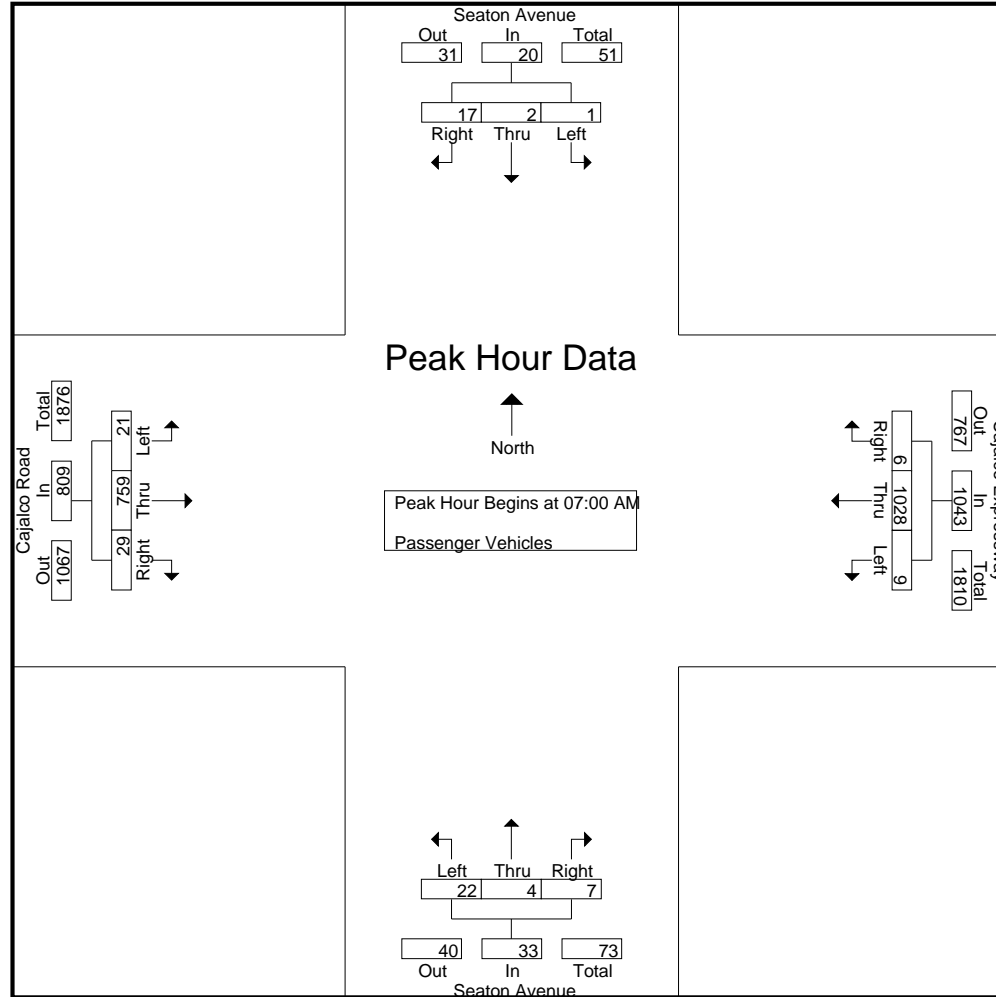 Seaton Avenue
Out In Total
31 20 51
17 2 1
Right Thru Left
Peak Hour Data
North
Peak Hour Begins at 07:00 AM
Passenger Vehicles
Cajalco Road
Out In Total
1067 809 1876
21 759 29
Left Thru Right
Cajalco Expressway
Out In Total
767 1043 1810
6 1028 9
Right Thru Left
Left Thru Right
22 4 7
40 33 73
Out In Total
Seaton Avenue